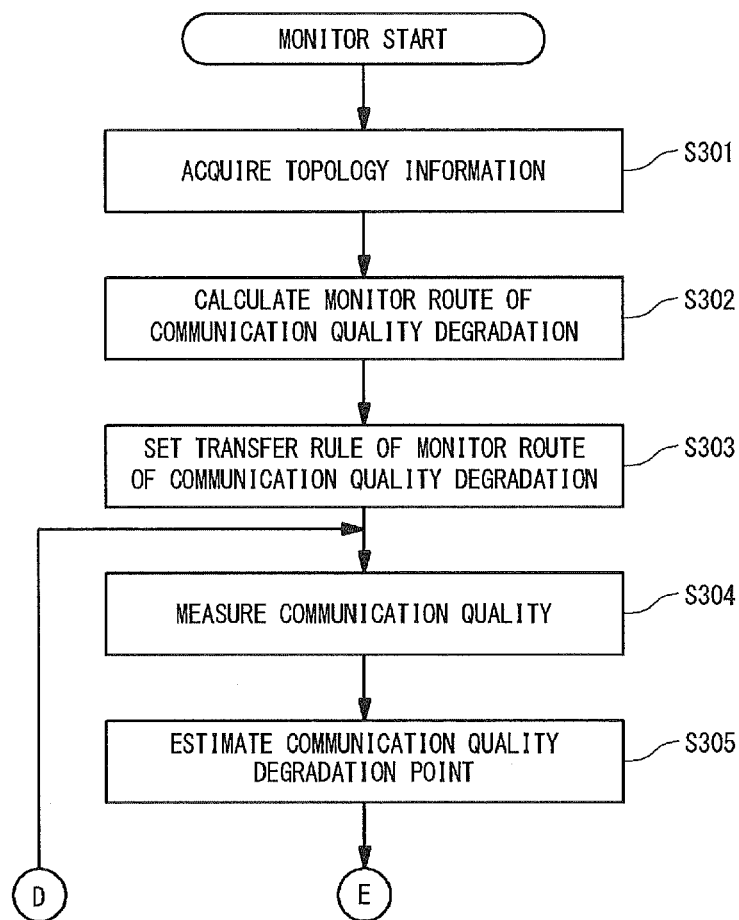 MONITOR START
ACQUIRE TOPOLOGY INFORMATION
S301
CALCULATE MONITOR ROUTE OF
COMMUNICATION QUALITY DEGRADATION
S302
SET TRANSFER RULE OF MONITOR ROUTE
OF COMMUNICATION QUALITY DEGRADATION
S303
MEASURE COMMUNICATION QUALITY
S304
ESTIMATE COMMUNICATION QUALITY
DEGRADATION POINT
S305
D
E